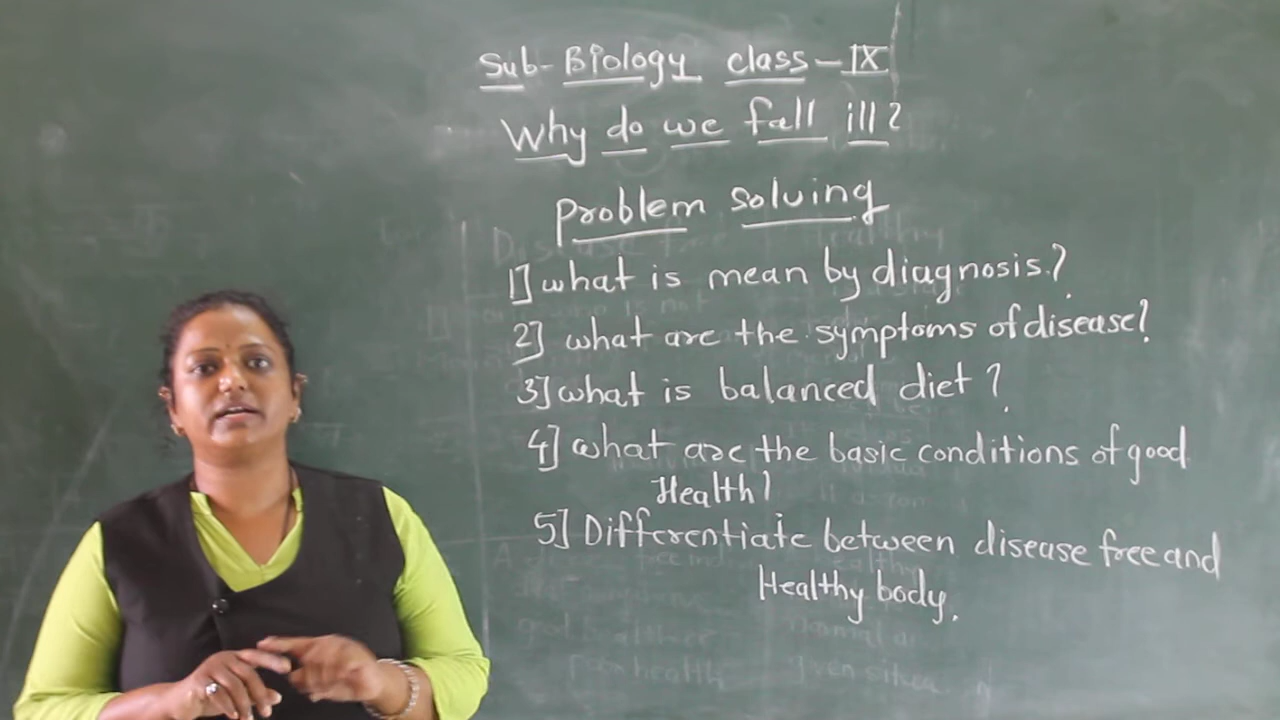 Sub-Biology class-IX
Why do we fall ill?
Problem solving
1] what is mean by diagnosis?
2] what are the symptoms of disease?
3] what is balanced diet?
4] what are the basic conditions of good
Health?
5] Differentiate between disease free and
Healthy body.